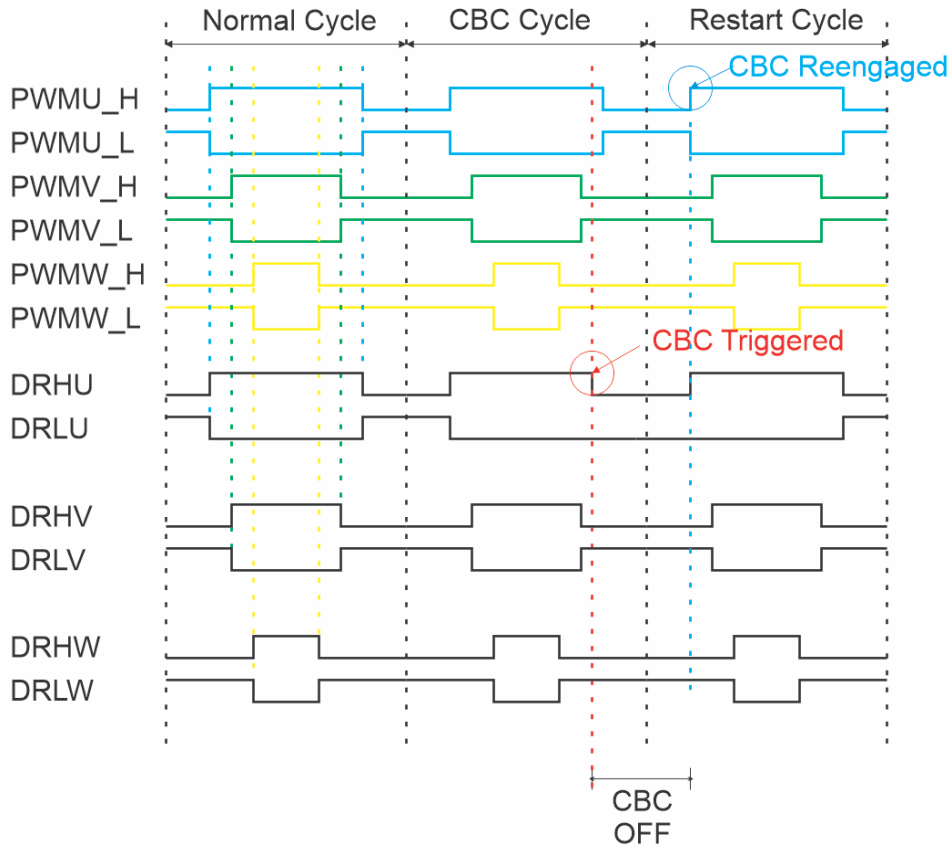 Normal Cycle CBC Cycle Restart Cycle
CBC Reengaged
PWMU_H
PWMU_L
PWMV_H
PWMV_L
PWMW_H
PWMW_L
CBC Triggered
DRHU
DRLU
DRHV
DRLV
DRHW
DRLW
CBC
OFF